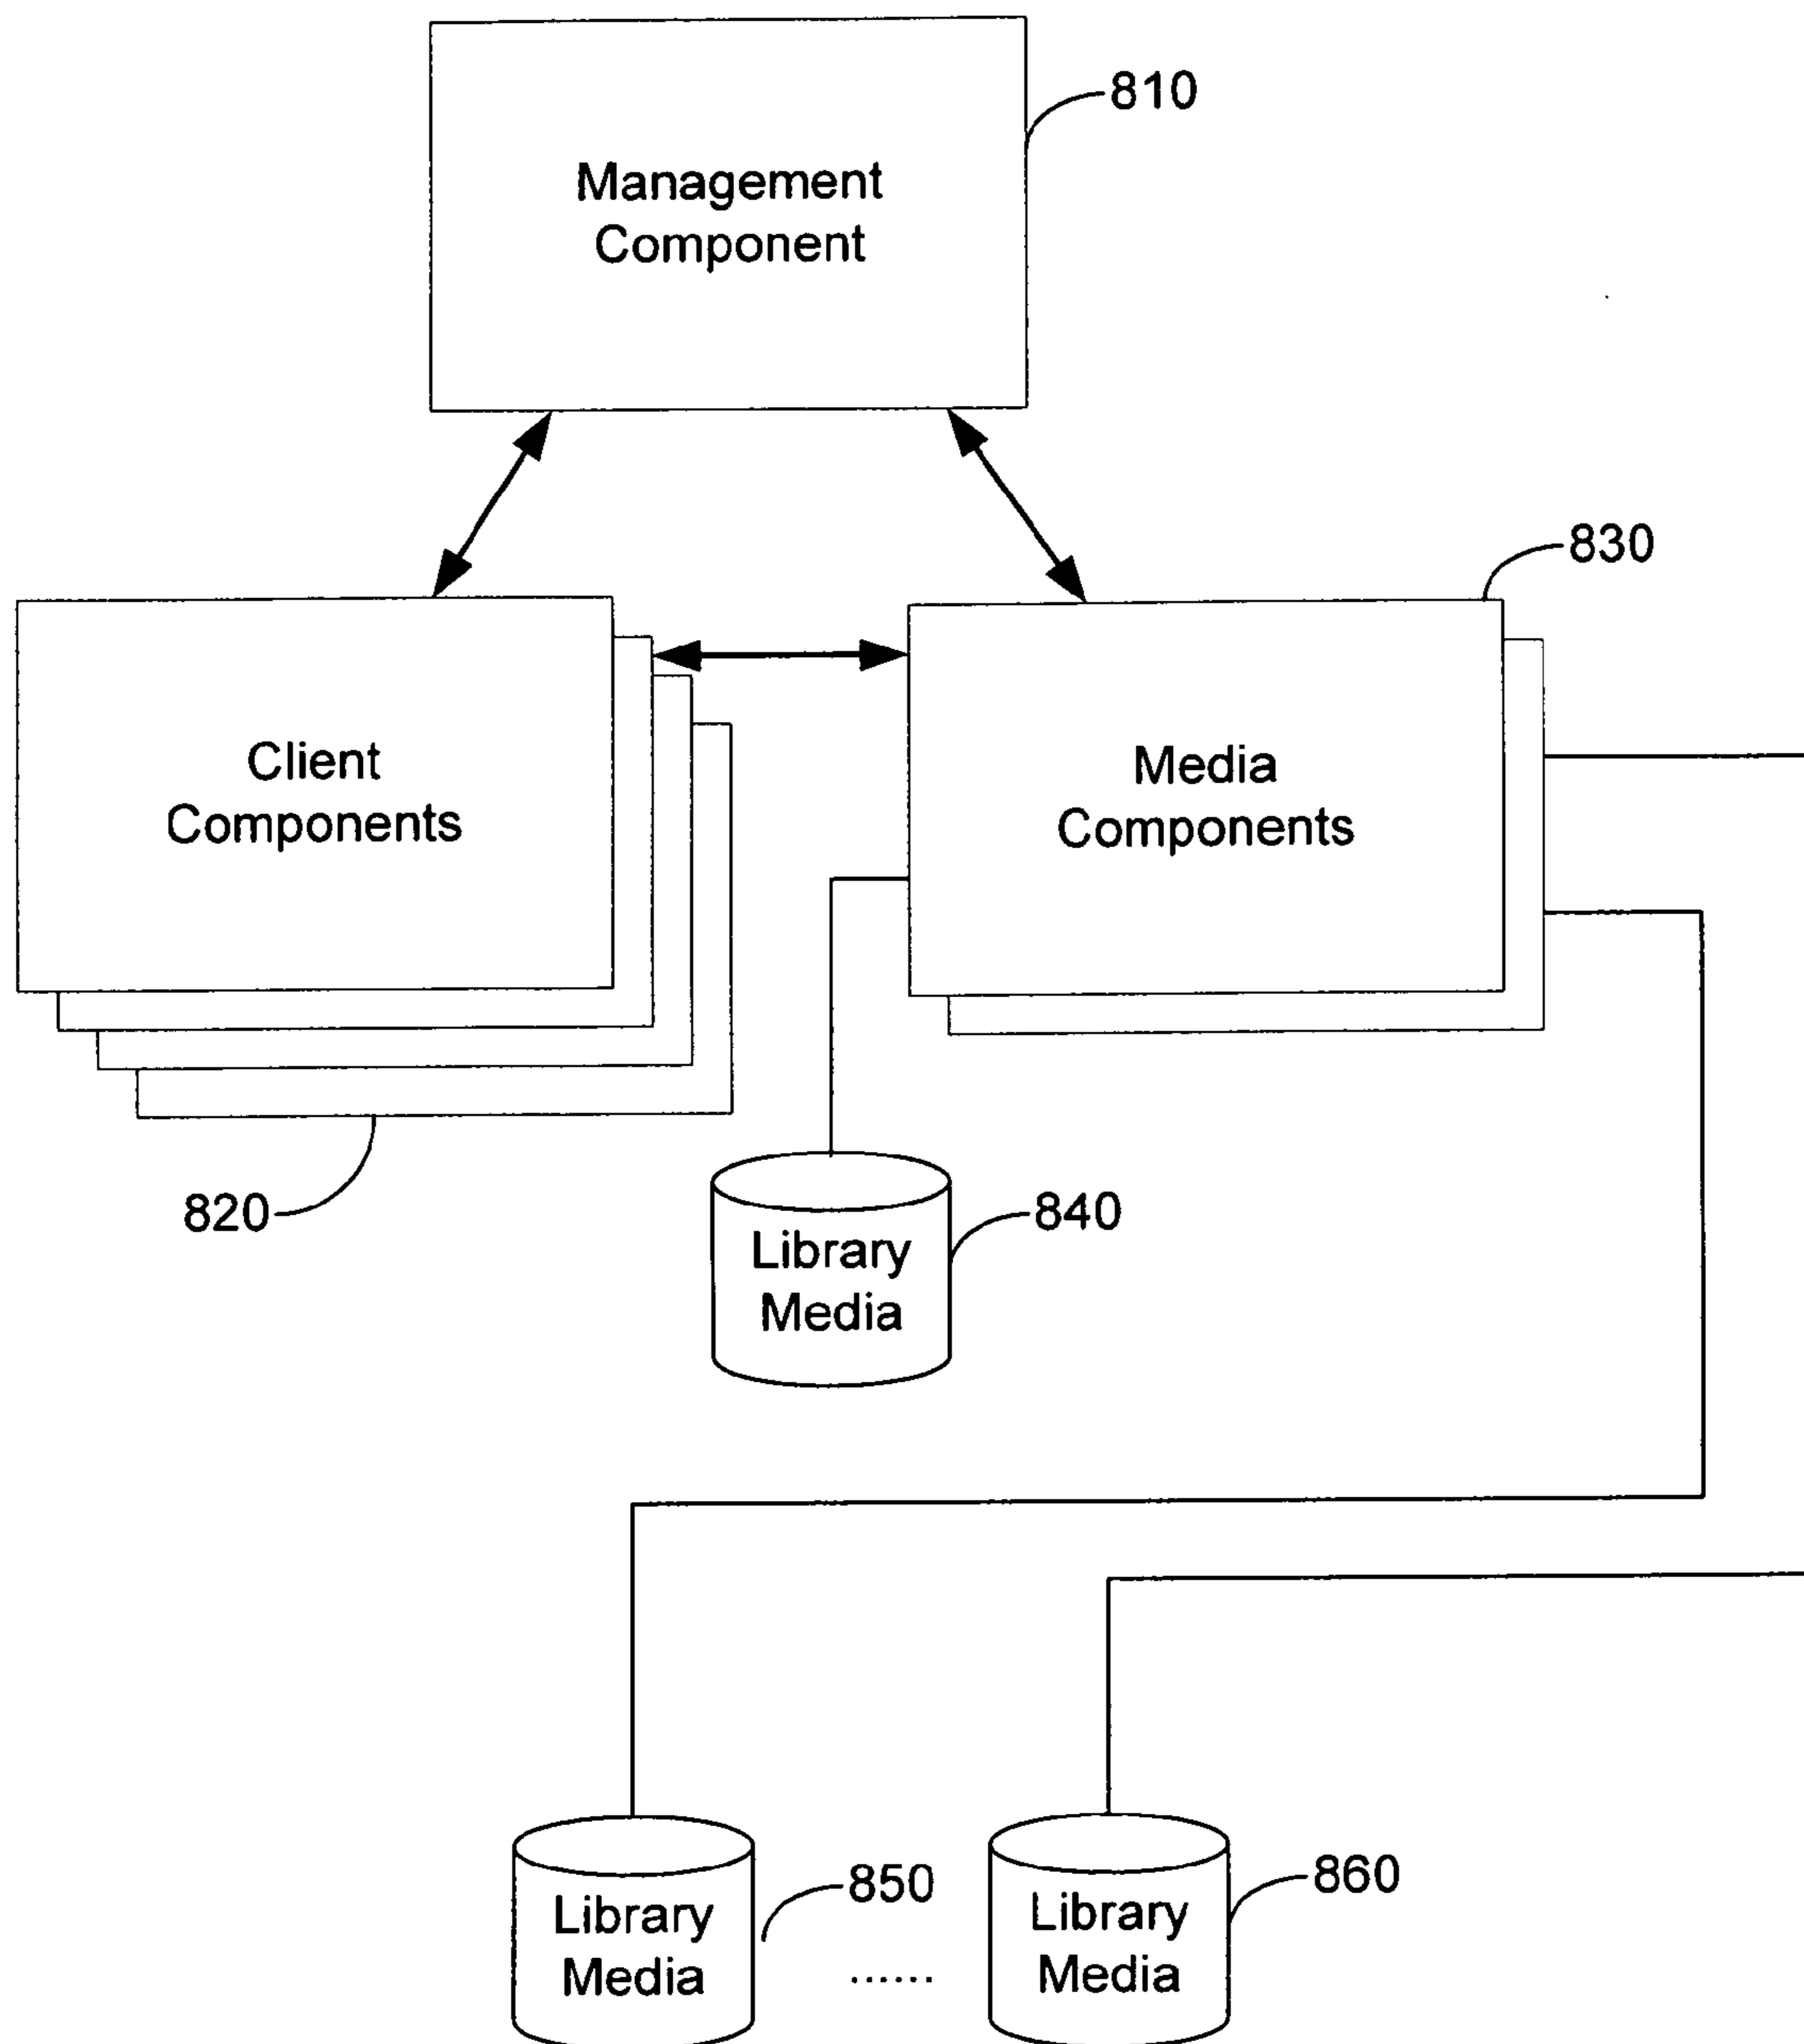 810
Management
Component
830
Client
Components
Media
Components
820
840
Library
Media
850
860
Library
Media
......
Library
Media